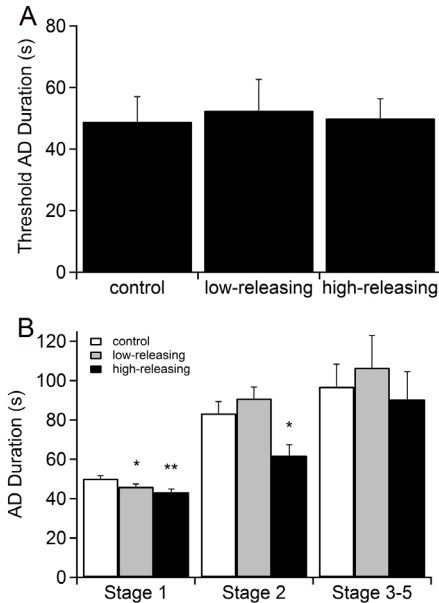 A
Threshold AD Duration (s)
80
60
40
20
0
control low-releasing high-releasing
B
AD Duration (s)
120
100
80
60
40
20
0
control
low-releasing
high-releasing
* ** *
Stage 1 Stage 2 Stage 3-5